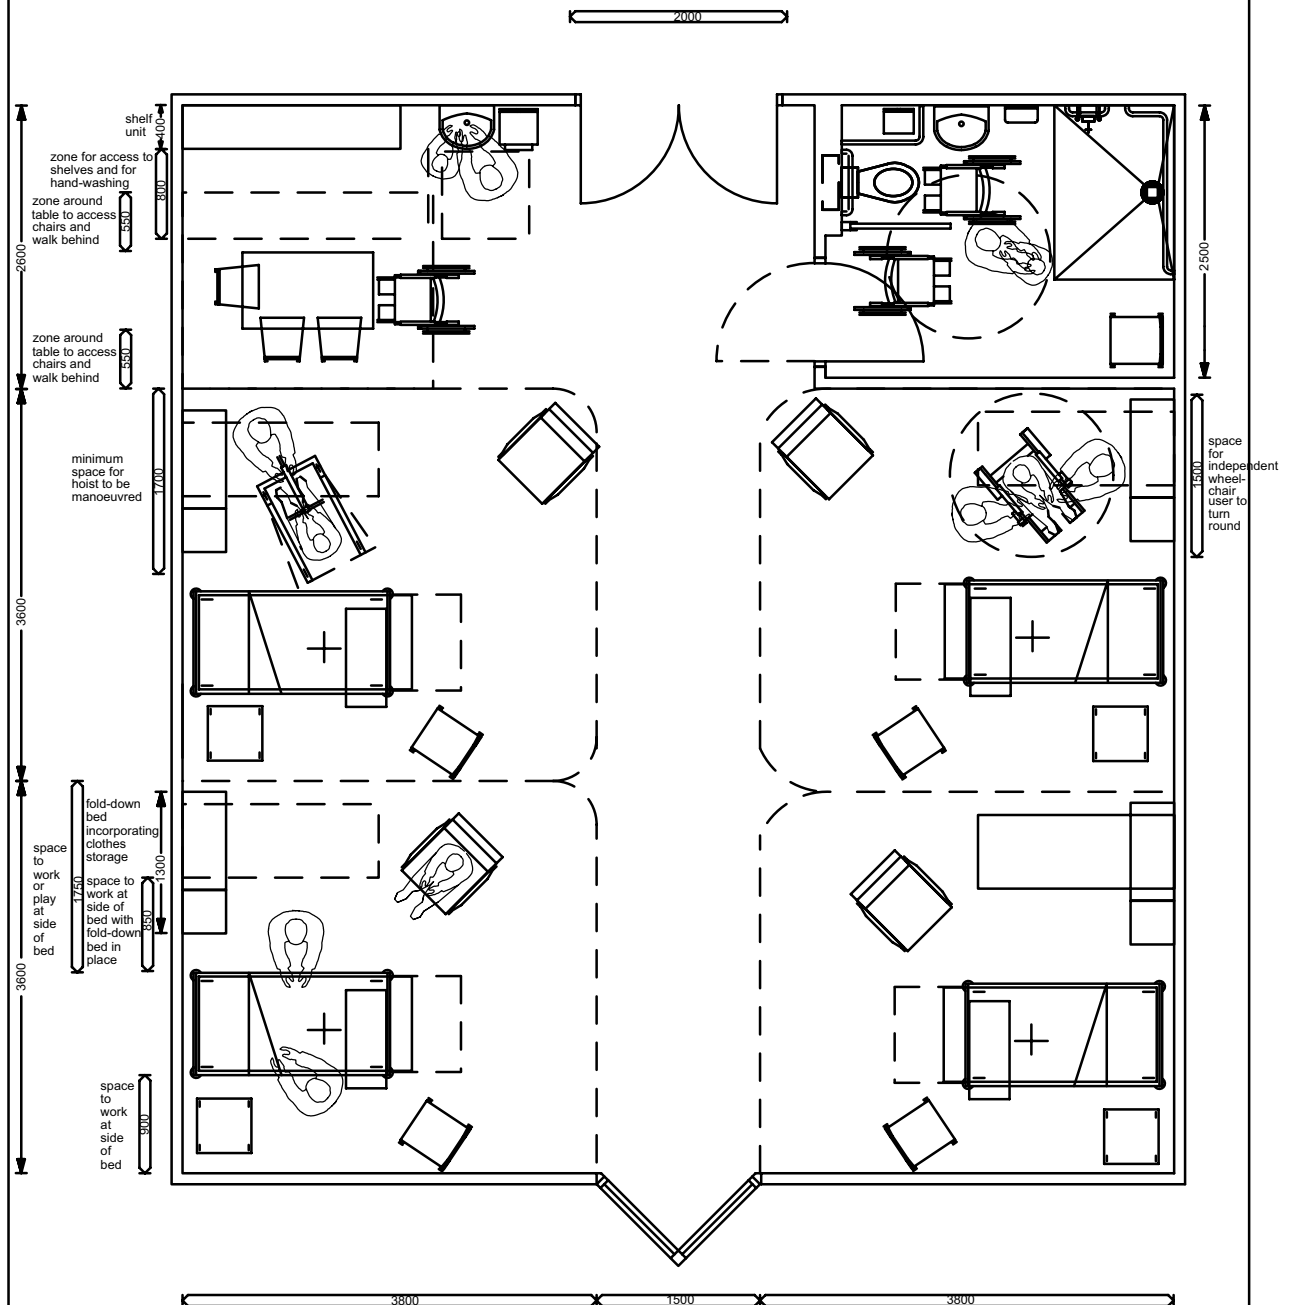 2000
shelf
unit
400
zone for access to
shelves and for
hand-washing
800
zone around
table to access
chairs and
walk behind
550
2600
2500
zone around
table to access
chairs and
walk behind
550
minimum
space for
hoist to be
manoeuvred
1700
space
for
independent
wheel-
chair
user to
turn
round
1500
3600
fold-down
bed
incorporating
clothes
storage
1300
space
to
work
or
play
at
side
of
bed
1750
space to
work at
side of
bed with
fold-down
bed in
place
850
3600
space
to
work
at
side
of
bed
900
3800
1500
3800